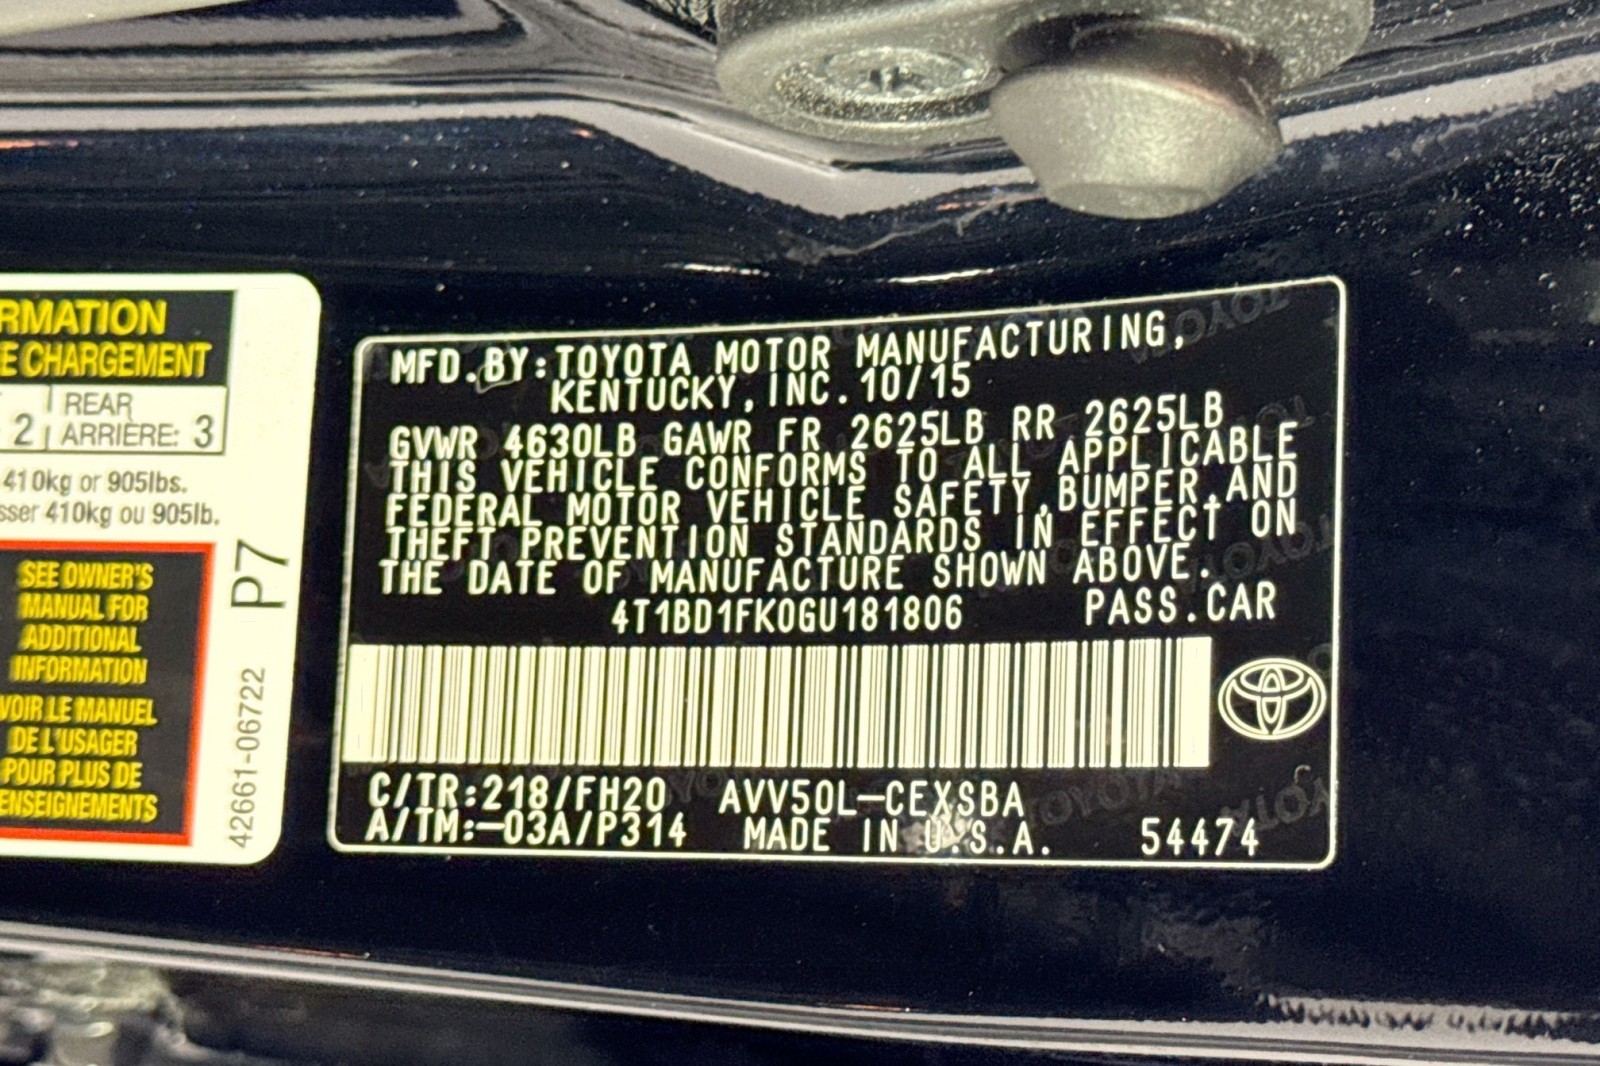 RMATION
E CHARGEMENT
2 REAR ARRIÈRE: 3
410kg or 905lbs.
sser 410kg ou 905lb.
SEE OWNER'S
MANUAL FOR
ADDITIONAL
INFORMATION
VOIR LE MANUEL
DE L'USAGER
POUR PLUS DE
ENSEIGNEMENTS
P7
42661-06722
MFD.BY:TOYOTA MOTOR MANUFACTURING,
KENTUCKY, INC. 10/15
GVWR 4630LB GAWR FR 2625LB RR 2625LB
THIS VEHICLE CONFORMS TO ALL APPLICABLE
FEDERAL MOTOR VEHICLE SAFETY,BUMPER,AND
THEFT PREVENTION STANDARDS IN EFFECT ON
THE DATE OF MANUFACTURE SHOWN ABOVE.
4T1BD1FK0GU181806 PASS.CAR
C/TR:218/FH20 AVV50L-CEXSBA
A/TM:-03A/P314 MADE IN U.S.A. 54474